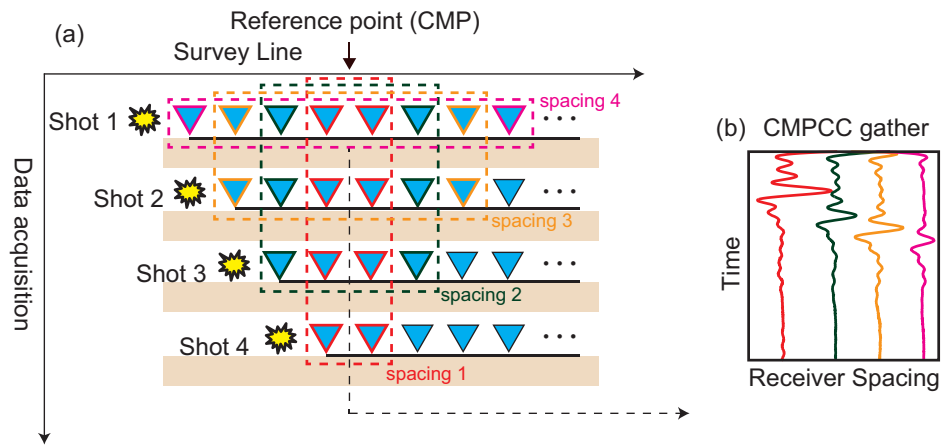 Reference point (CMP)
(a)
Survey Line
spacing 4
Shot 1
...
Shot 2
...
spacing 3
Shot 3
...
spacing 2
Shot 4
...
spacing 1
Data acquisition
(b)
CMPCC gather
Time
Receiver Spacing